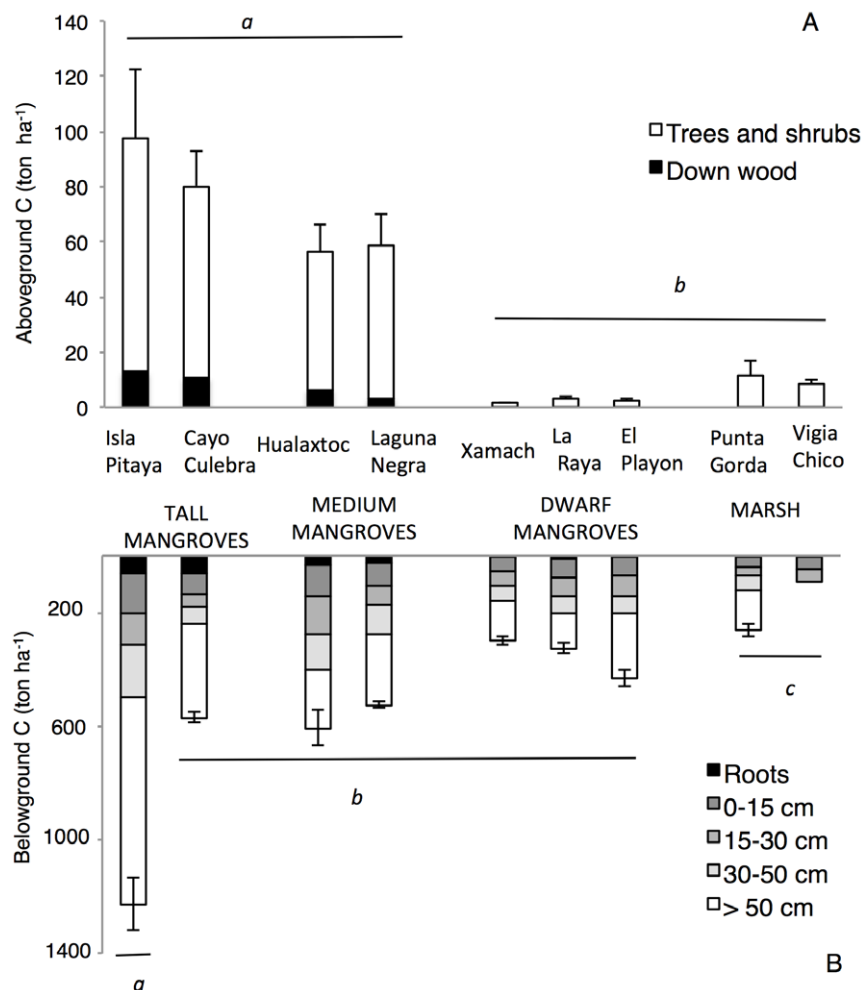 A
a
Aboveground C (ton ha⁻¹)
140
120
100
80
60
40
20
0
Trees and shrubs
Down wood
b
Isla
Pitaya
Cayo
Culebra
Hualaxtoc
Laguna
Negra
Xamach
La
Raya
El
Playon
Punta
Gorda
Vigia
Chico
TALL
MANGROVES
MEDIUM
MANGROVES
DWARF
MANGROVES
MARSH
Belowground C (ton ha⁻¹)
200
600
1000
1400
c
b
Roots
0-15 cm
15-30 cm
30-50 cm
> 50 cm
a
B